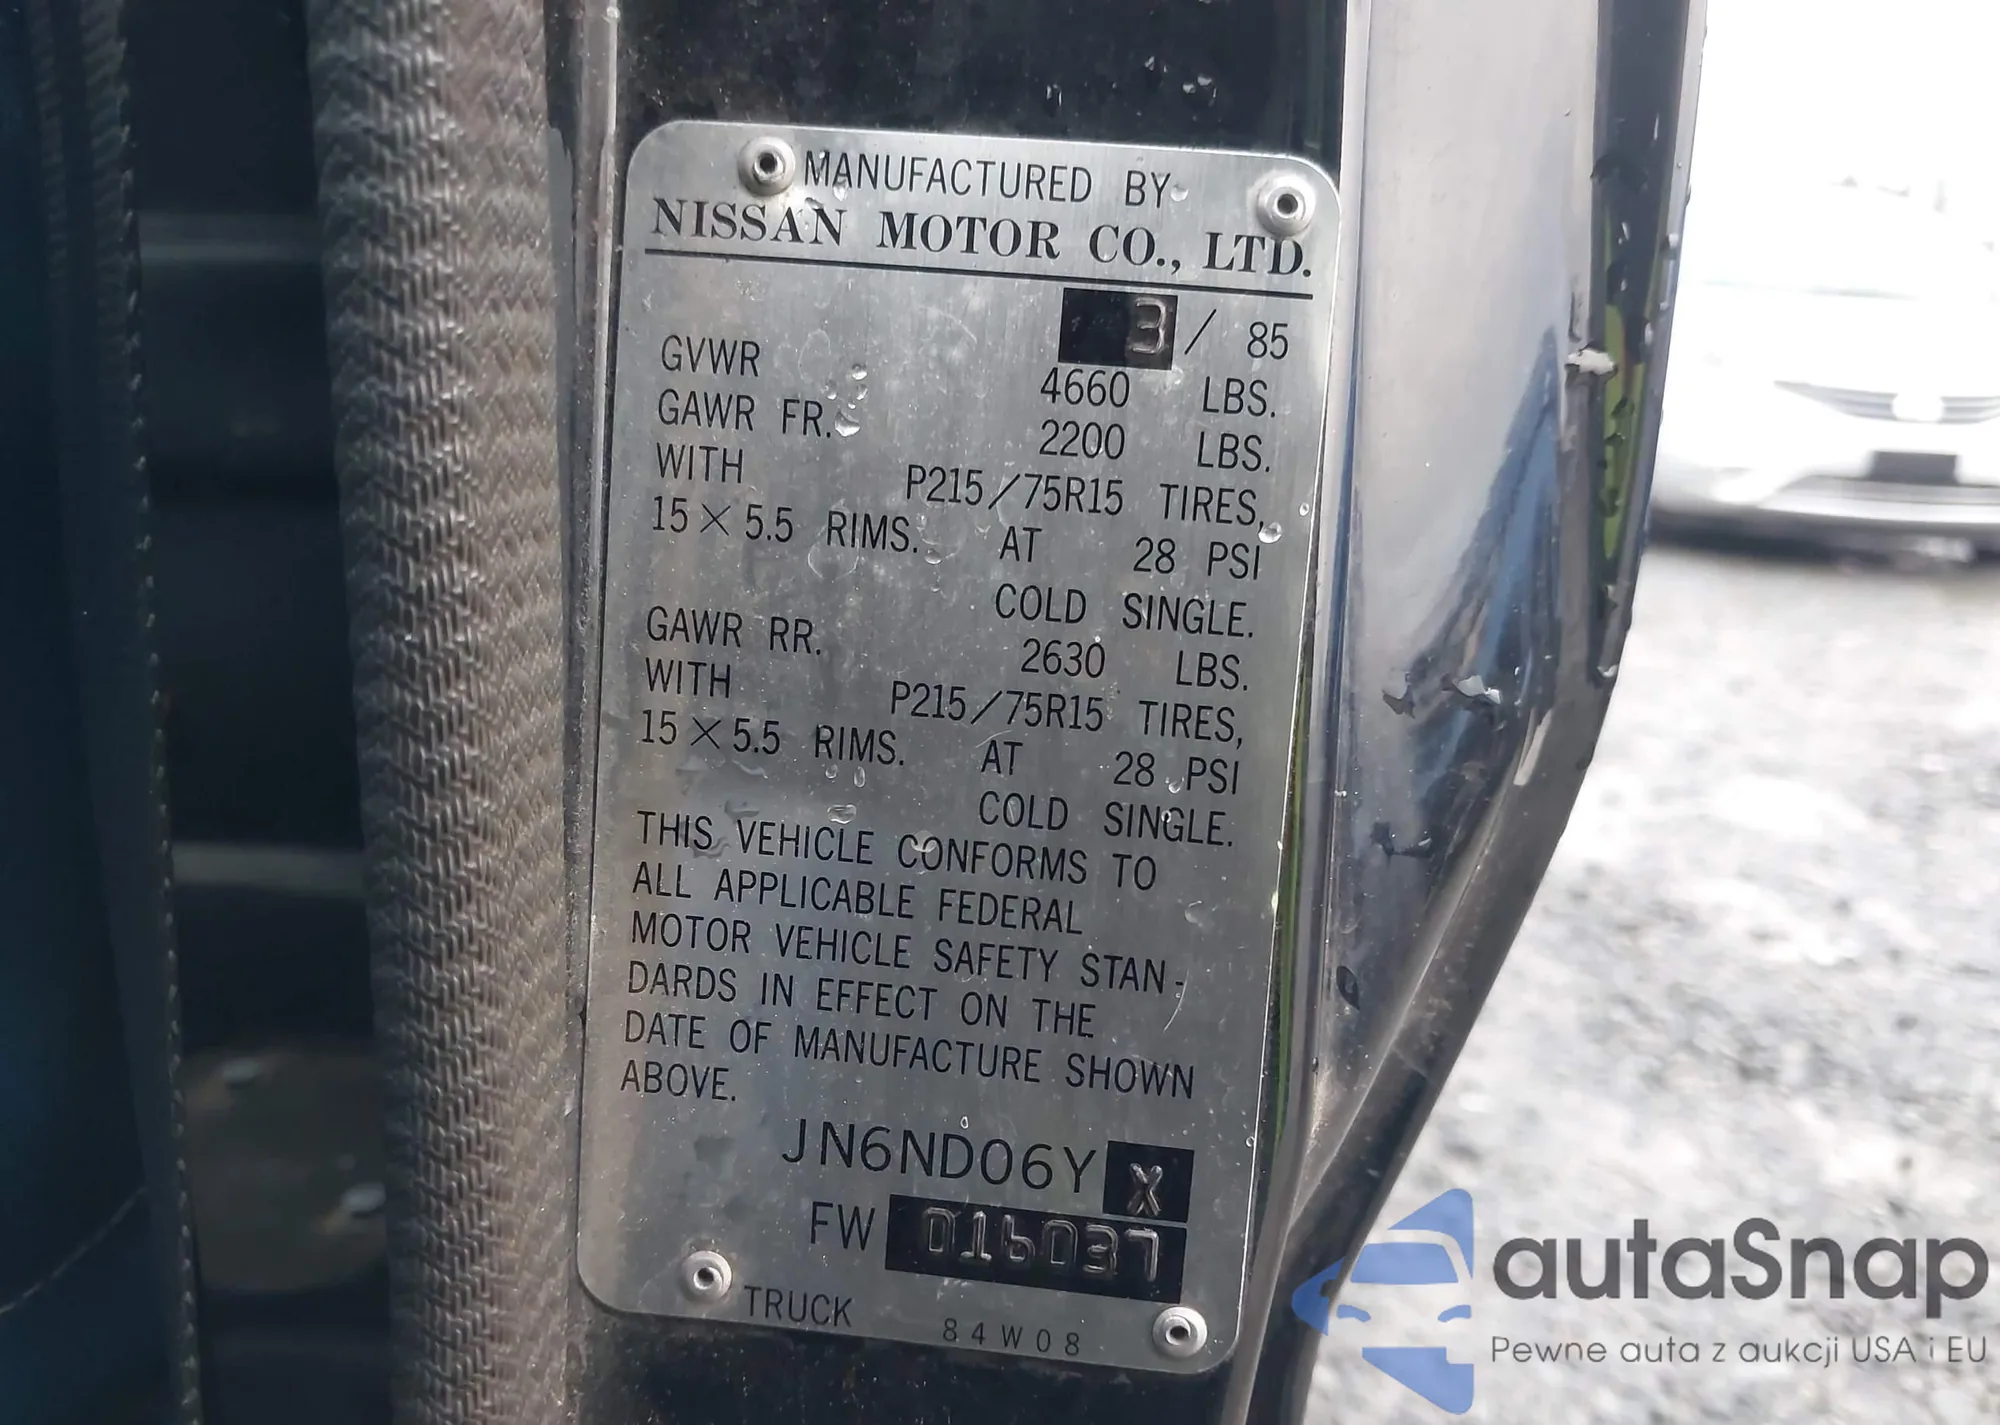 MANUFACTURED BY
NISSAN MOTOR CO., LTD.
3 / 85
GVWR 4660 LBS.
GAWR FR. 2200 LBS.
WITH P215/75R15 TIRES,
15×5.5 RIMS. AT 28 PSI
COLD SINGLE.
GAWR RR. 2630 LBS.
WITH P215/75R15 TIRES,
15×5.5 RIMS. AT 28 PSI
COLD SINGLE.
THIS VEHICLE CONFORMS TO
ALL APPLICABLE FEDERAL
MOTOR VEHICLE SAFETY STAN-
DARDS IN EFFECT ON THE
DATE OF MANUFACTURE SHOWN
ABOVE.
JN6ND06Y X
FW 016037
TRUCK 84W08
autaSnap
Pewne auta z aukcji USA i EU